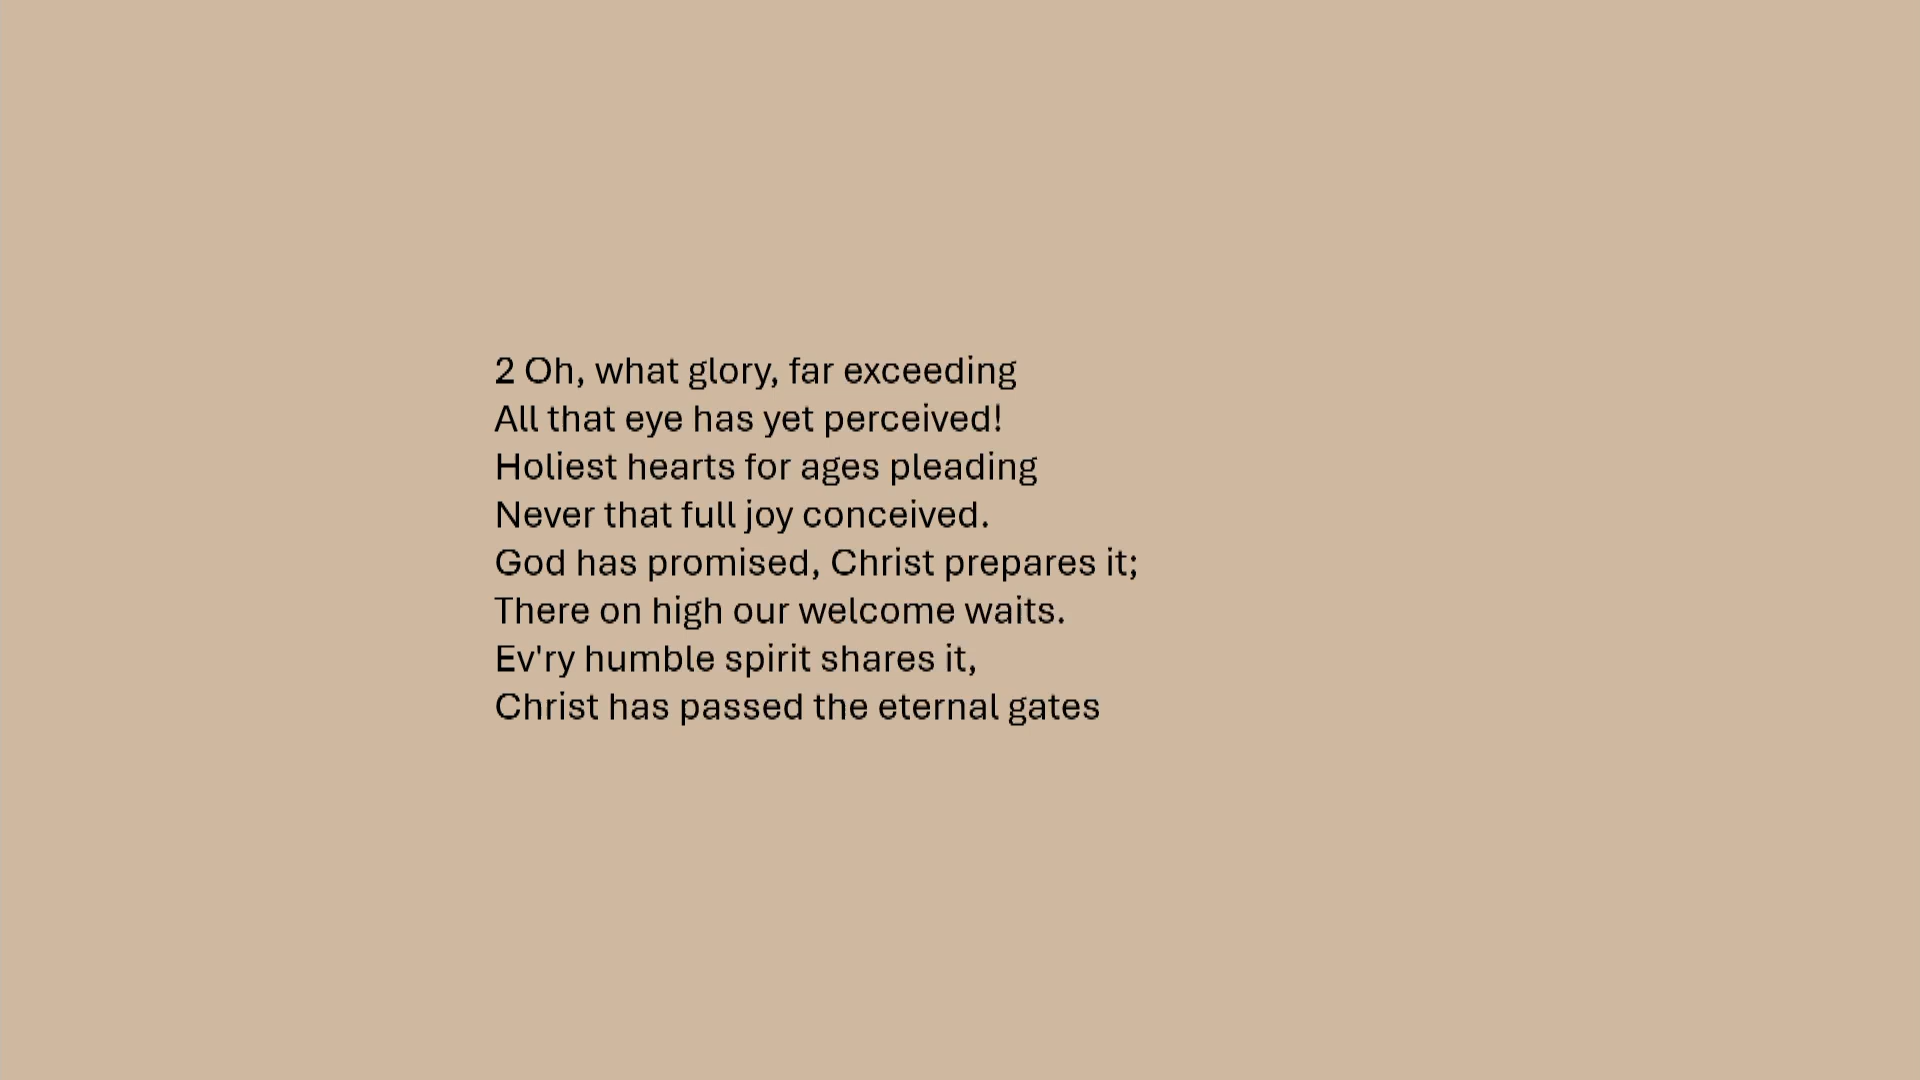 2 Oh, what glory, far exceeding
All that eye has yet perceived!
Holiest hearts for ages pleading
Never that full joy conceived.
God has promised, Christ prepares it;
There on high our welcome waits.
Ev'ry humble spirit shares it,
Christ has passed the eternal gates